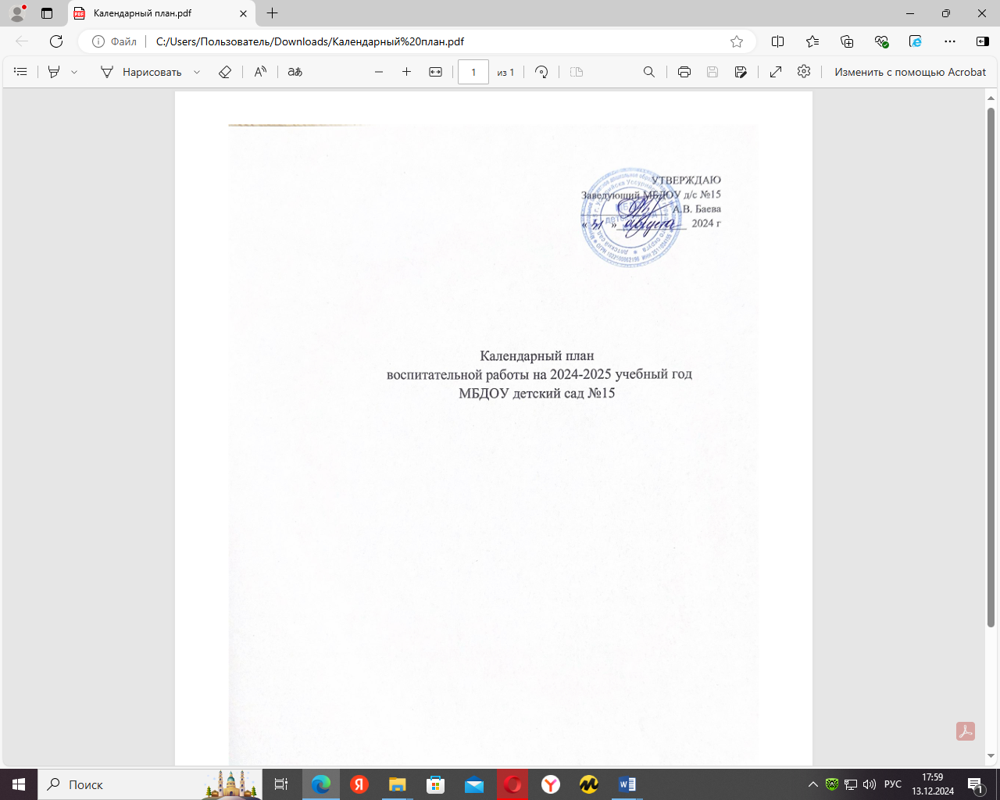 Календарный план.pdf
Файл
C:/Users/Пользователь/Downloads/Календарный%20план.pdf
Нарисовать
1
из 1
Изменить с помощью Acrobat
УТВЕРЖДАЮ
Заведующий МБДОУ д/с №15
А.В. Баева
« 31 » августа 2024 г
Календарный план
воспитательной работы на 2024-2025 учебный год
МБДОУ детский сад №15
Поиск
РУС
17:59
13.12.2024
1